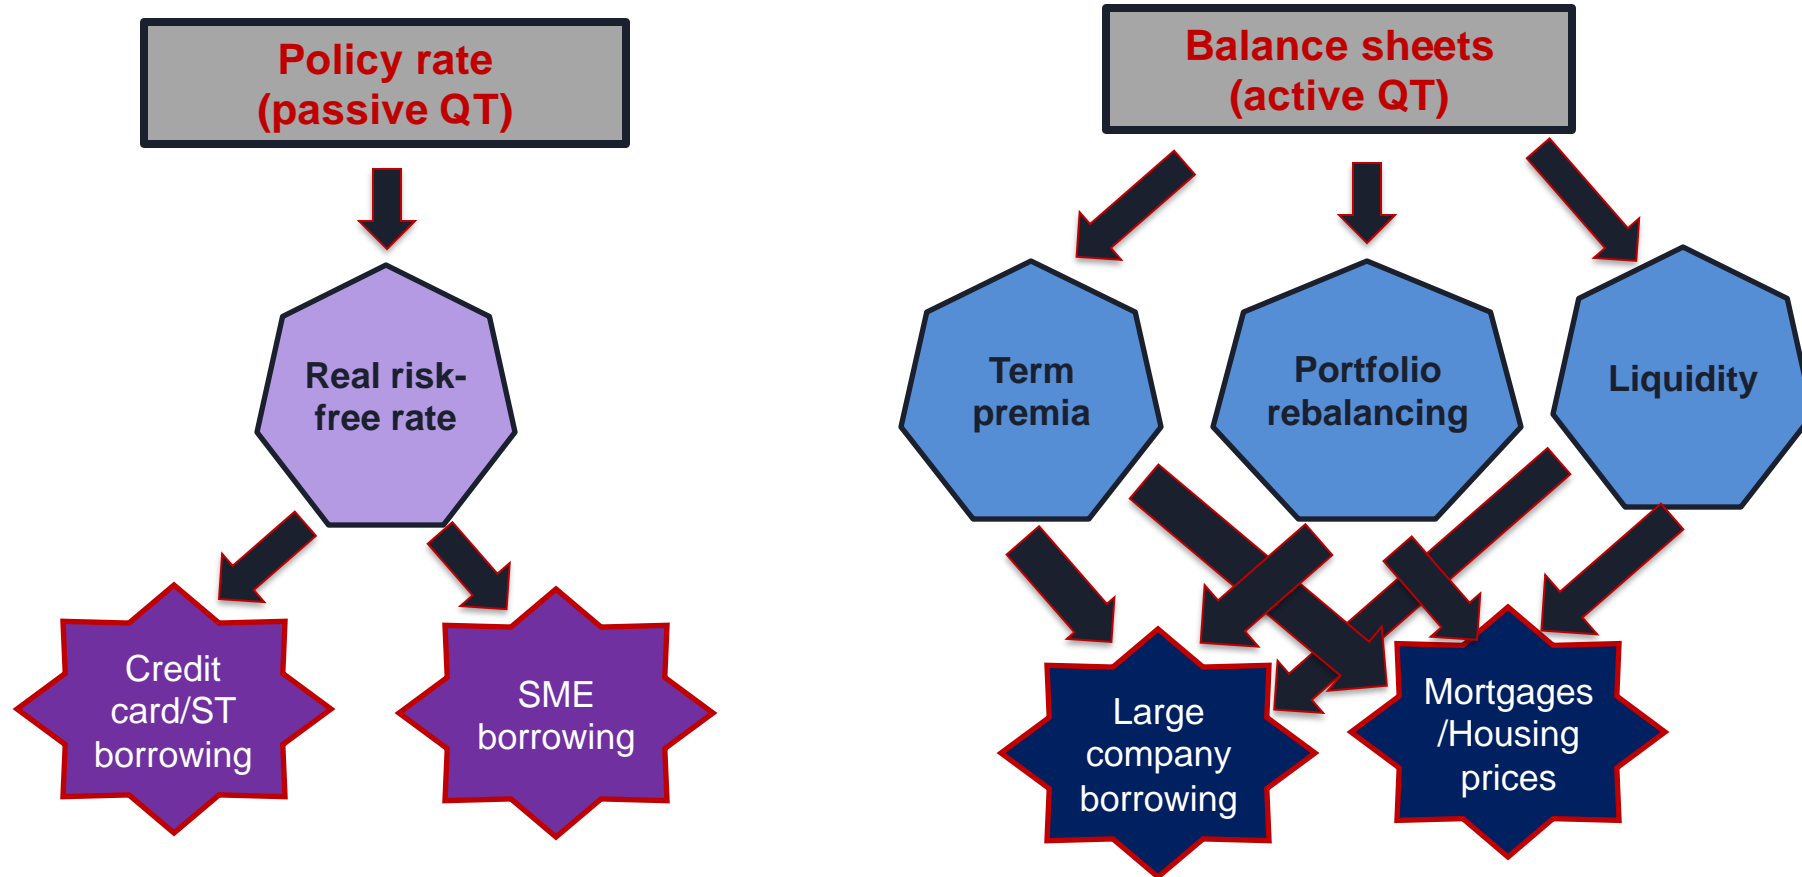 Policy rate
(passive QT)
Balance sheets
(active QT)
Real risk-
free rate
Term
premia
Portfolio
rebalancing
Liquidity
Credit
card/ST
borrowing
SME
borrowing
Large
company
borrowing
Mortgages
/Housing
prices